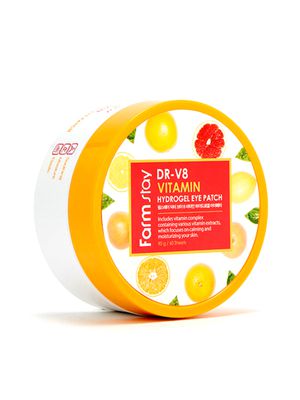 Farmstay
DR-V8
VITAMIN
HYDROGEL EYE PATCH
Includes vitamin complex
containing various vitamin extracts,
which focuses on calming and
moisturizing your skin.
90 g / 60 Sheets